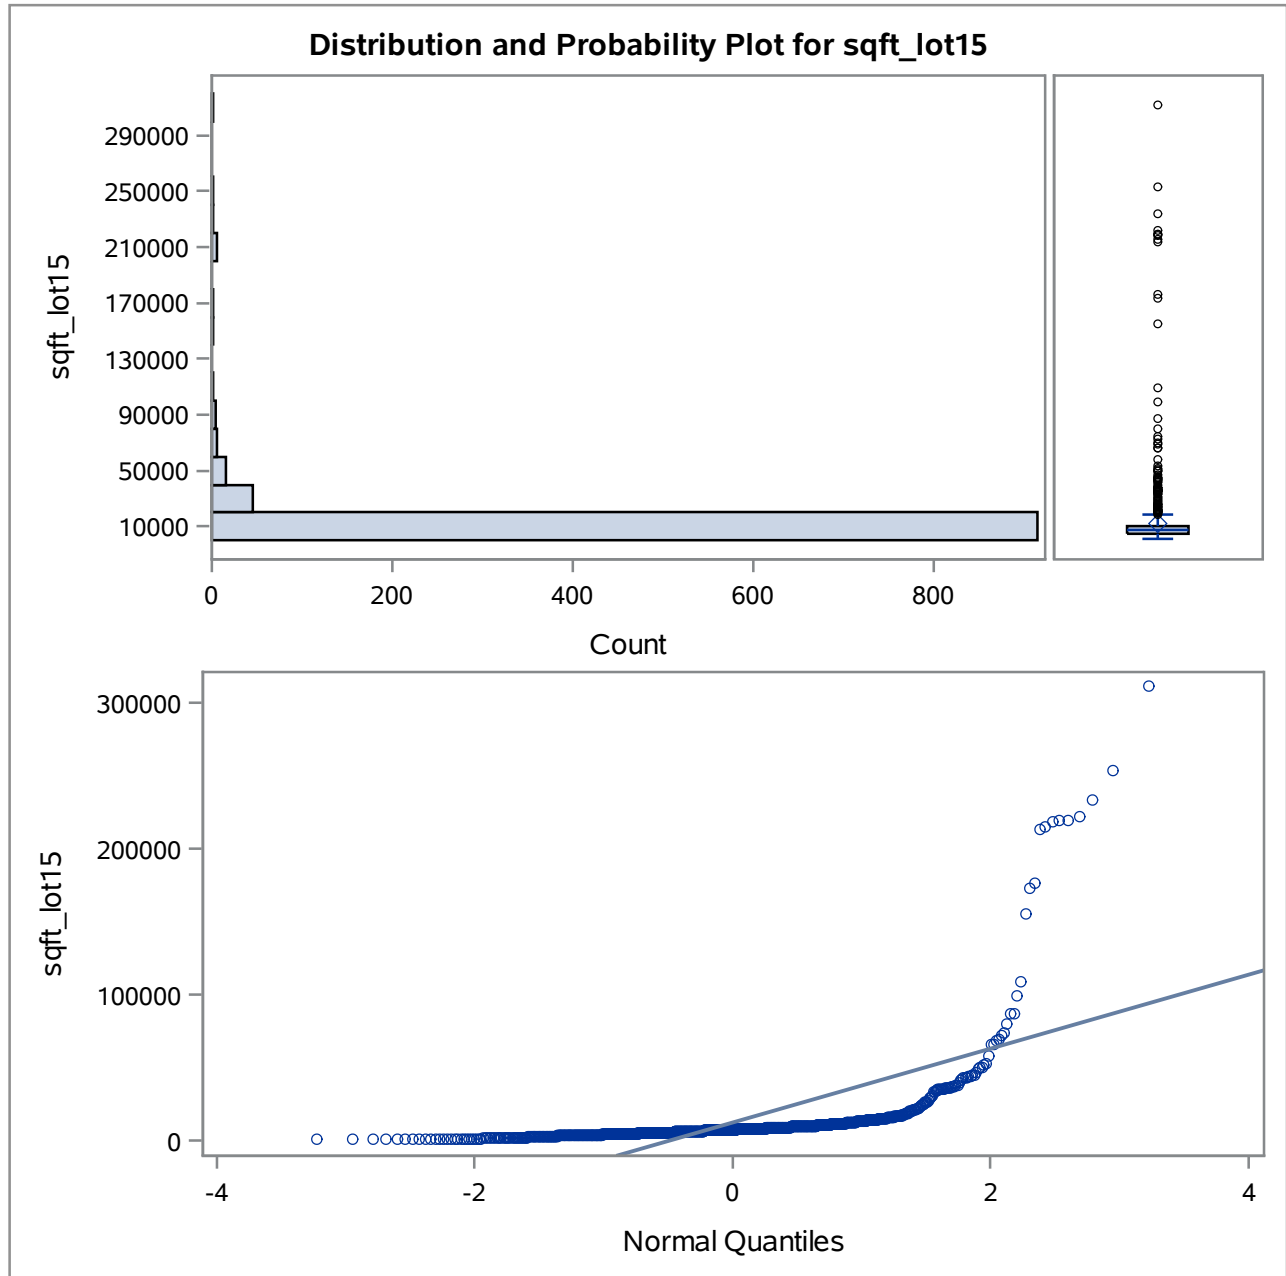 Distribution and Probability Plot for sqft_lot15
sqft_lot15
290000
250000
210000
170000
130000
90000
50000
10000
0 200 400 600 800
Count
sqft_lot15
300000
200000
100000
0
-4 -2 0 2 4
Normal Quantiles